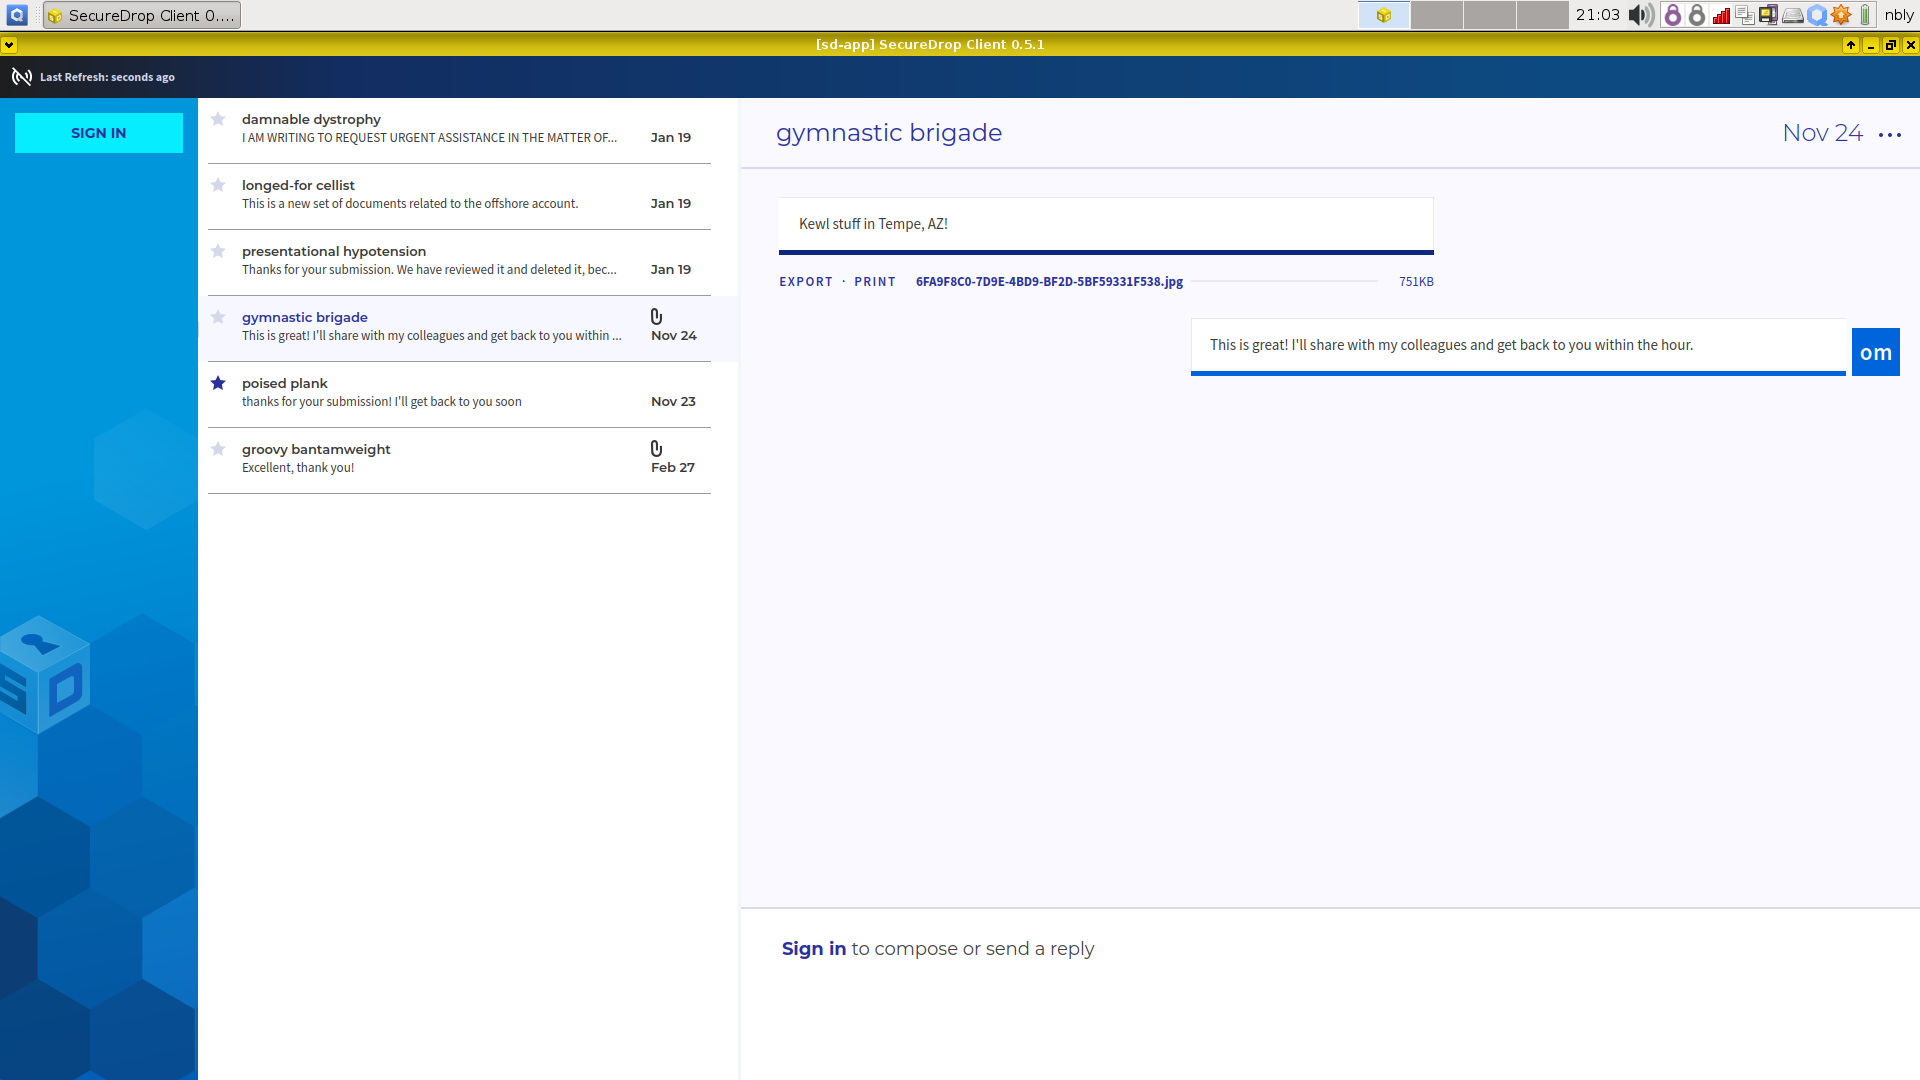 SecureDrop Client 0....
21:03
nbly
[sd-app] SecureDrop Client 0.5.1
Last Refresh: seconds ago
SIGN IN
damnable dystrophy
I AM WRITING TO REQUEST URGENT ASSISTANCE IN THE MATTER OF...
Jan 19
longed-for cellist
This is a new set of documents related to the offshore account.
Jan 19
presentational hypotension
Thanks for your submission. We have reviewed it and deleted it, bec...
Jan 19
gymnastic brigade
This is great! I'll share with my colleagues and get back to you within ...
Nov 24
poised plank
thanks for your submission! I'll get back to you soon
Nov 23
groovy bantamweight
Excellent, thank you!
Feb 27
SD
gymnastic brigade
Nov 24
Kewl stuff in Tempe, AZ!
EXPORT · PRINT 6FA9F8C0-7D9E-4BD9-BF2D-5BF59331F538.jpg 751KB
This is great! I'll share with my colleagues and get back to you within the hour.
om
Sign in to compose or send a reply